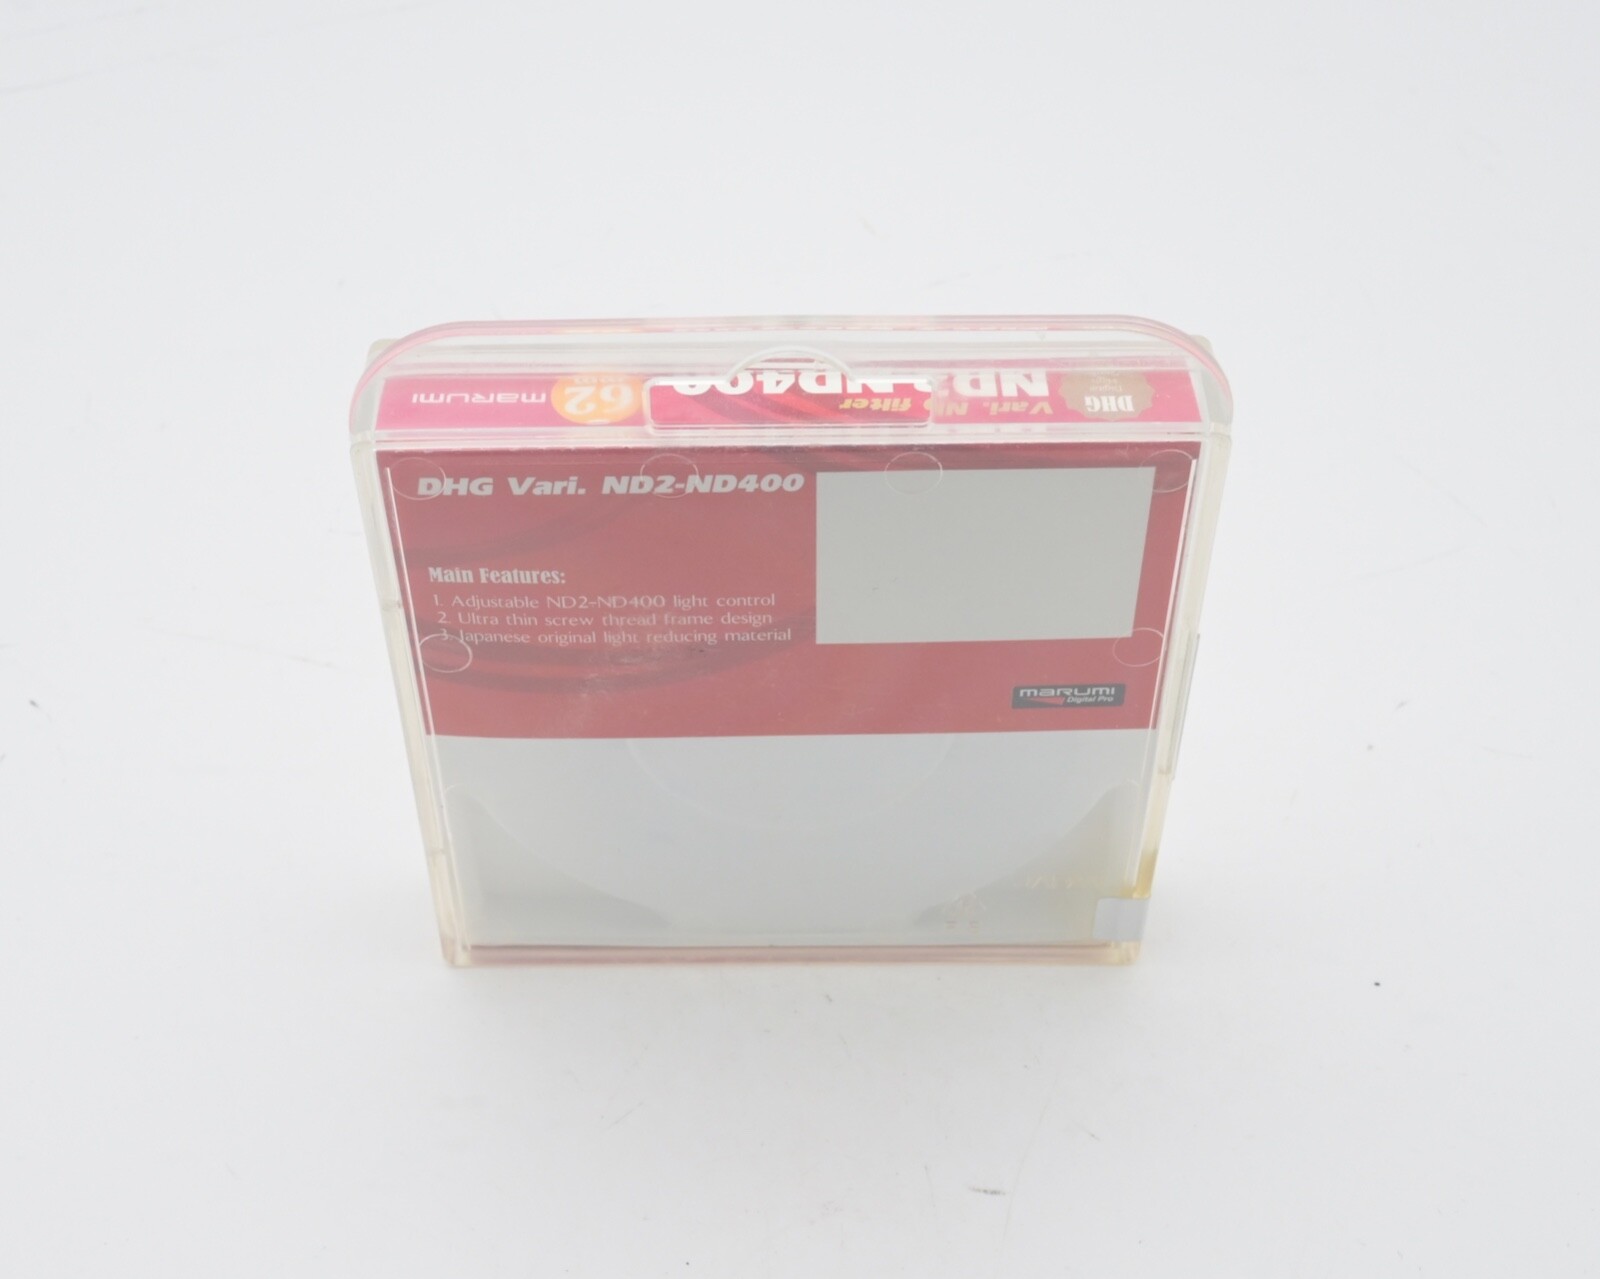 DHG
Vari. ND filter
ND2-ND400
62
marumi
DHG Vari. ND2-ND400
Main Features:
1. Adjustable ND2-ND400 light control
2. Ultra thin screw thread frame design
3. Japanese original light reducing material
marumi
Digital Pro